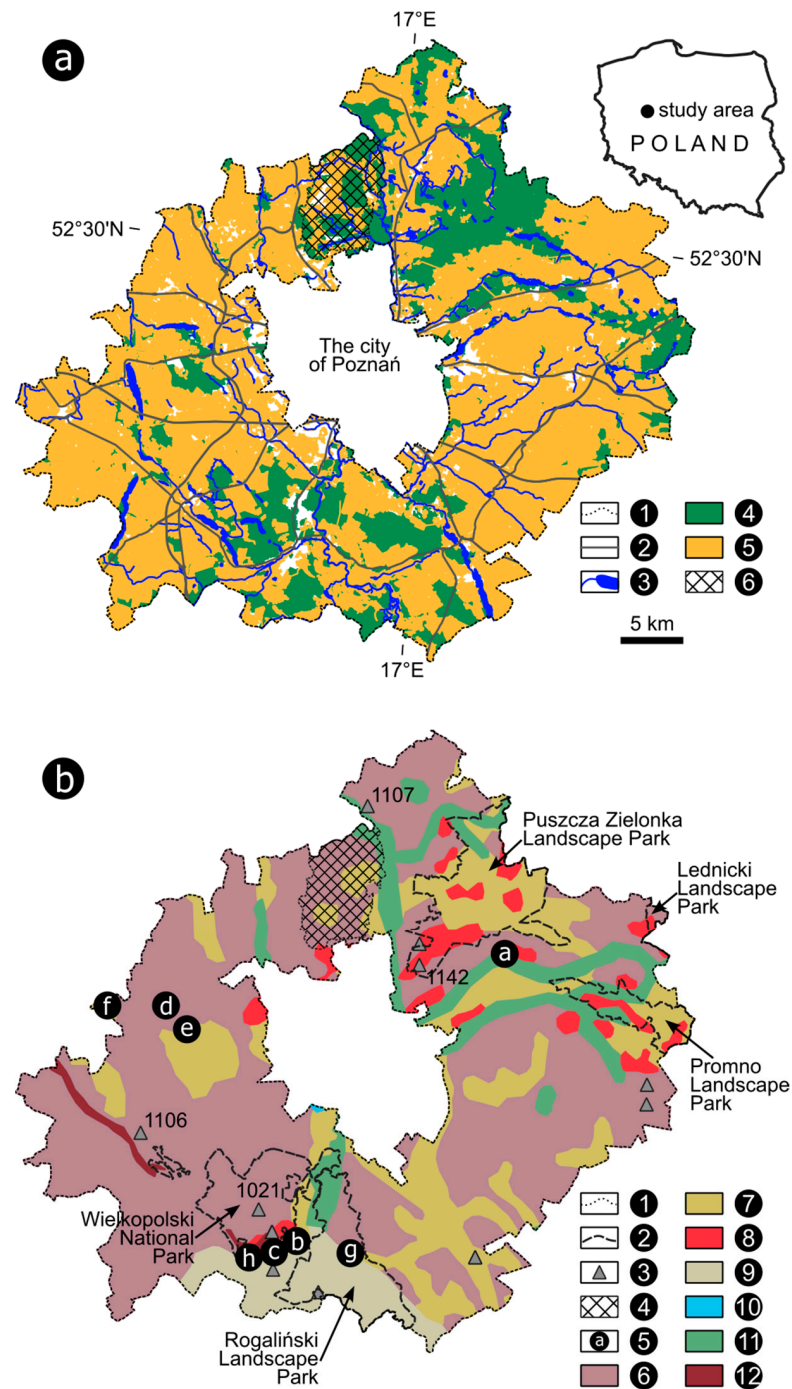 a
17°E
study area
POLAND
52°30'N
52°30'N
The city
of Poznań
1
4
2
5
3
6
5 km
17°E
b
1107
Puszcza Zielonka
Landscape Park
Lednicki
Landscape
Park
a
1142
f
d
e
Promno
Landscape
Park
1106
1021
Wielkopolski
National
Park
h
c
b
g
Rogaliński
Landscape
Park
1
7
2
8
3
9
4
10
a
5
11
6
12